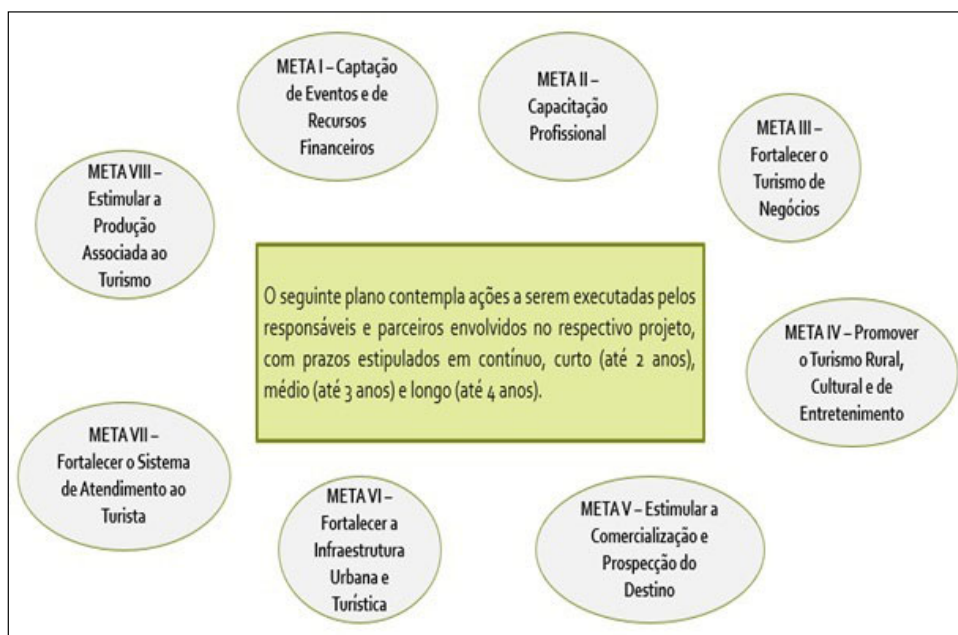 META I – Captação
de Eventos e de
Recursos
Financeiros
META II –
Capacitação
Profissional
META III –
Fortalecer o
Turismo de
Negócios
META IV – Promover
o Turismo Rural,
Cultural e de
Entretenimento
META V – Estimular a
Comercialização e
Prospecção do
Destino
META VI –
Fortalecer a
Infraestrutura
Urbana e
Turística
META VII –
Fortalecer o Sistema
de Atendimento ao
Turista
META VIII –
Estimular a
Produção
Associada ao
Turismo
O seguinte plano contempla ações a serem executadas pelos
responsáveis e parceiros envolvidos no respectivo projeto,
com prazos estipulados em contínuo, curto (até 2 anos),
médio (até 3 anos) e longo (até 4 anos).